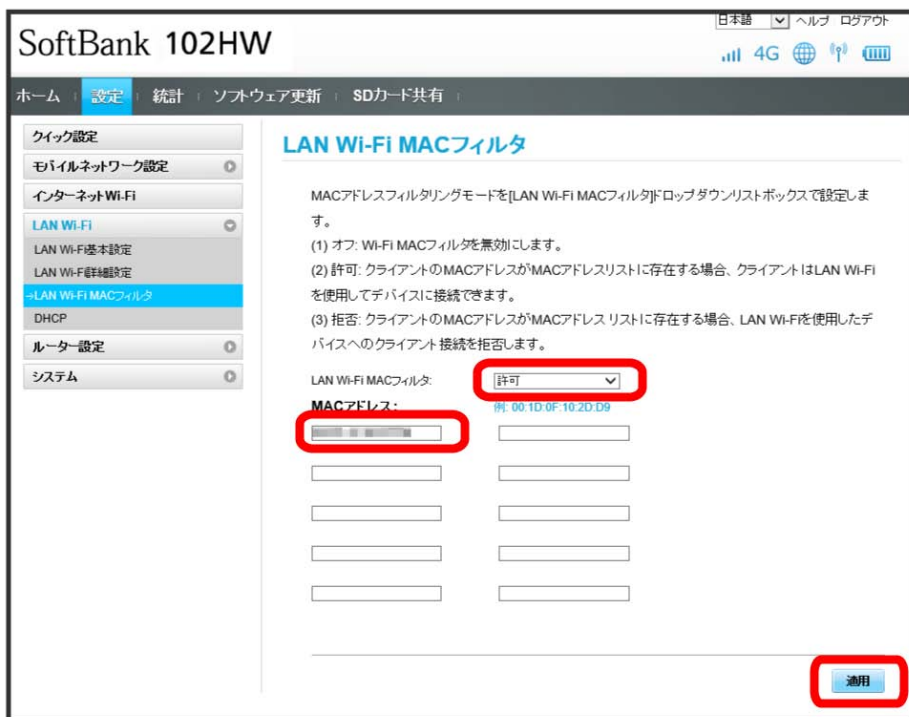 日本語 ヘルプ ログアウト
SoftBank 102HW
4G
ホーム 設定 統計 ソフトウェア更新 SDカード共有
クイック設定
モバイルネットワーク設定
インターネットWi-Fi
LAN Wi-Fi
LAN Wi-Fi基本設定
LAN Wi-Fi詳細設定
→LAN Wi-Fi MACフィルタ
DHCP
ルーター設定
システム
LAN Wi-Fi MACフィルタ
MACアドレスフィルタリングモードを[LAN Wi-Fi MACフィルタ]ドロップダウンリストボックスで設定しま
す。
(1) オフ: Wi-Fi MACフィルタを無効にします。
(2) 許可: クライアントのMACアドレスがMACアドレスリストに存在する場合、クライアントはLAN Wi-Fi
を使用してデバイスに接続できます。
(3) 拒否: クライアントのMACアドレスがMACアドレスリストに存在する場合、LAN Wi-Fiを使用したデ
バイスへのクライアント接続を拒否します。
LAN Wi-Fi MACフィルタ: 許可
MACアドレス: 例: 00:1D:0F:10:2D:D9
適用